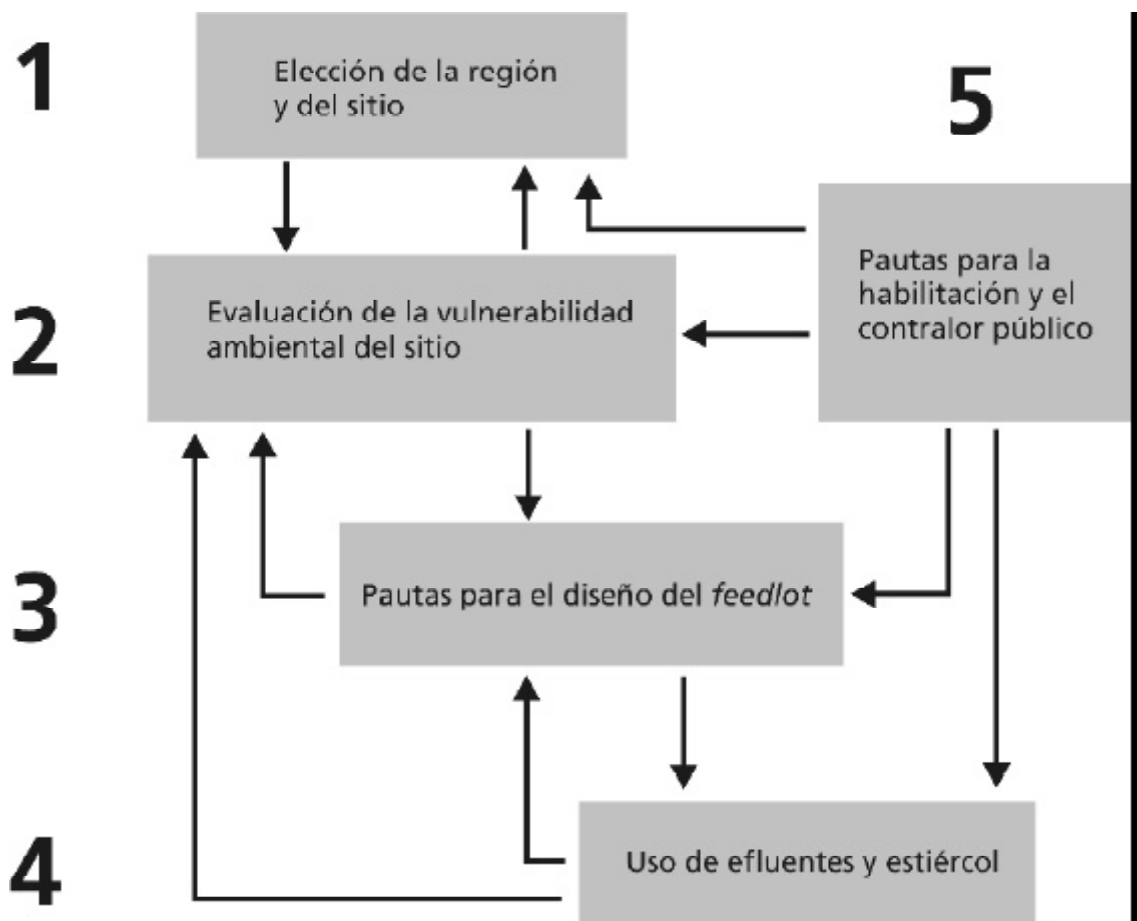 1
Elección de la región
y del sitio
5
Pautas para la
habilitación y el
contralor público
2
Evaluación de la vulnerabilidad
ambiental del sitio
3
Pautas para el diseño del feedlot
4
Uso de efluentes y estiércol